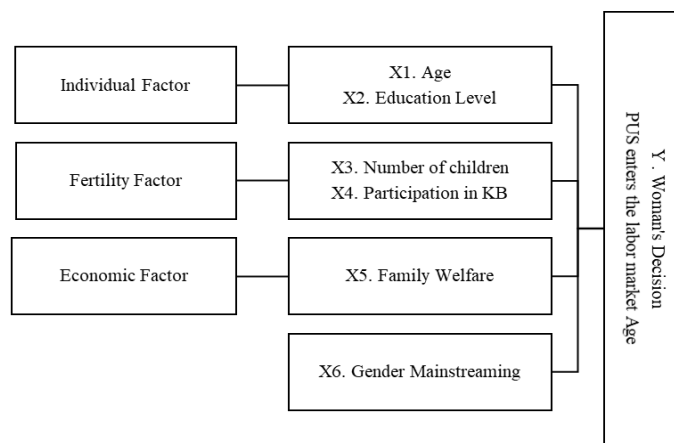 Individual Factor
X1. Age
X2. Education Level
Fertility Factor
X3. Number of children
X4. Participation in KB
Economic Factor
X5. Family Welfare
X6. Gender Mainstreaming
Y . Woman's Decision
PUS enters the labor market Age